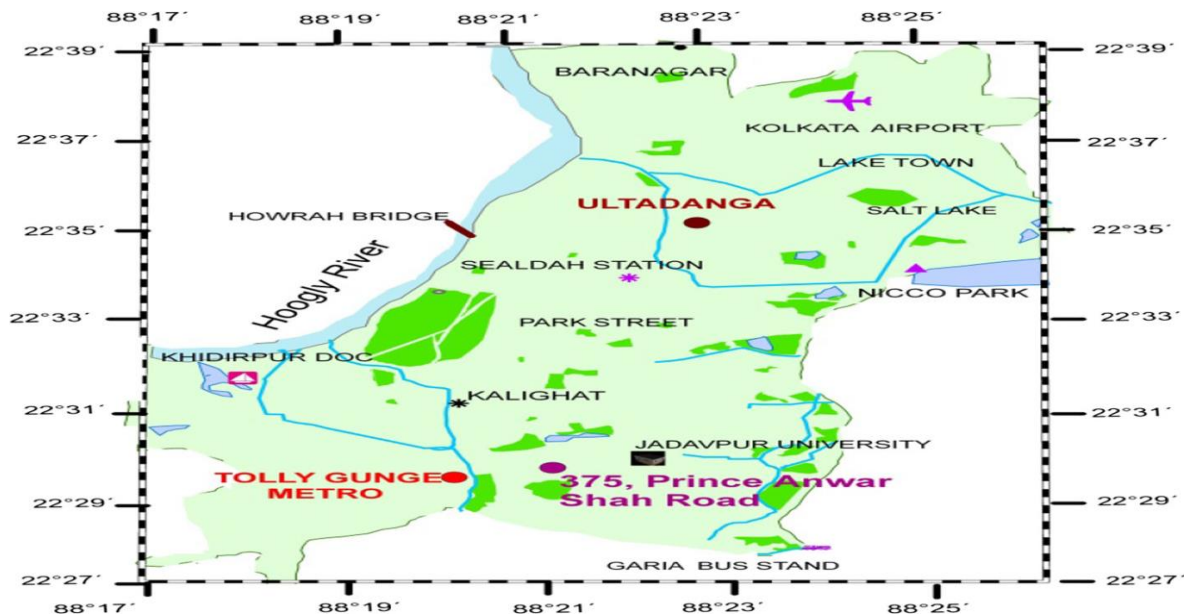 88°17´ 88°19´ 88°21´ 88°23´ 88°25´
22°39´ 22°39´
BARANAGAR
KOLKATA AIRPORT
22°37´ 22°37´
LAKE TOWN
ULTADANGA
SALT LAKE
HOWRAH BRIDGE
22°35´ 22°35´
SEALDAH STATION
Hoogly River
NICCO PARK
22°33´ 22°33´
PARK STREET
KHIDIRPUR DOC
KALIGHAT
22°31´ 22°31´
JADAVPUR UNIVERSITY
TOLLY GUNGE
METRO
375, Prince Anwar
Shah Road
22°29´ 22°29´
GARIA BUS STAND
22°27´ 22°27´
88°17´ 88°19´ 88°21´ 88°23´ 88°25´